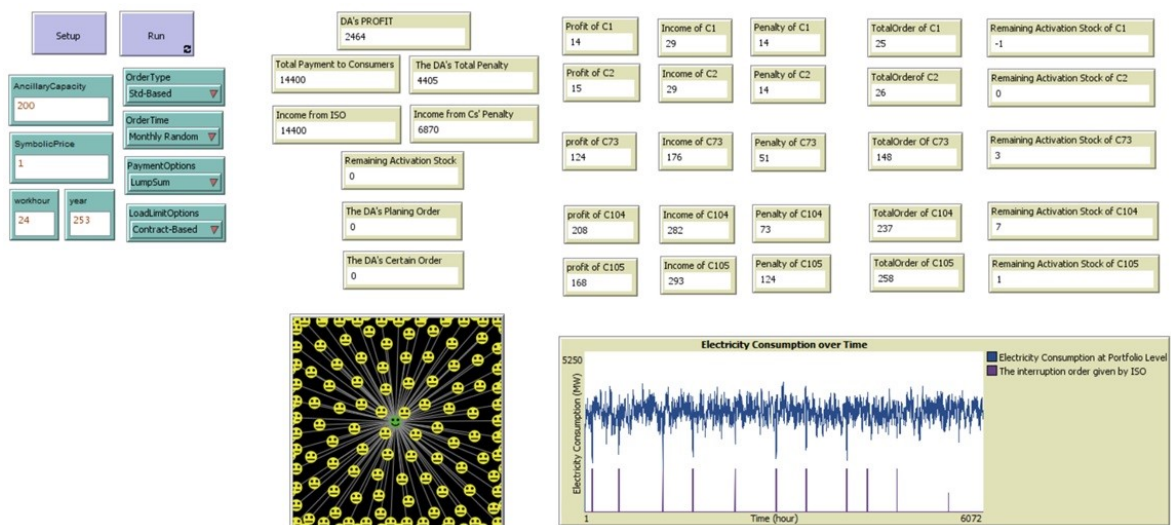 Setup
Run
AncillaryCapacity
200
SymbolicPrice
1
workhour
24
year
253
OrderType
Std-Based
OrderTime
Monthly Random
PaymentOptions
LumpSum
LoadLimitOptions
Contract-Based
DA's PROFIT
2464
Total Payment to Consumers
14400
The DA's Total Penalty
4405
Income from ISO
14400
Income from Cs' Penalty
6870
Remaining Activation Stock
0
The DA's Planing Order
0
The DA's Certain Order
0
Profit of C1
14
Income of C1
29
Penalty of C1
14
TotalOrder of C1
25
Remaining Activation Stock of C1
-1
Profit of C2
15
Income of C2
29
Penalty of C2
14
TotalOrderof C2
26
Remaining Activation Stock of C2
0
profit of C73
124
Income of C73
176
Penalty of C73
51
TotalOrder Of C73
148
Remaining Activation Stock of C73
3
profit of C104
208
Income of C104
282
Penalty of C104
73
TotalOrder of C104
237
Remaining Activation Stock of C104
7
profit of C105
168
Income of C105
293
Penalty of C105
124
TotalOrder of C105
258
Remaining Activation Stock of C105
1
Electricity Consumption over Time
5250
Electricity Consumption (MW)
1
Time (hour)
6072
Electricity Consumption at Portfolio Level
The interruption order given by ISO